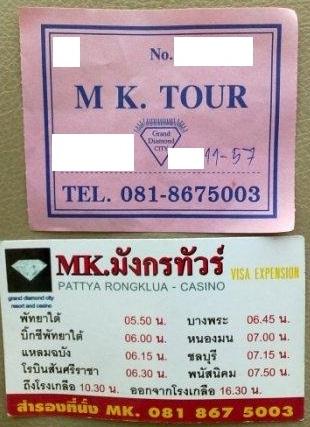 No.
M K. TOUR
Grand
Diamond
CITY
11-57
TEL. 081-8675003
MK.มังกรทัวร์
VISA EXPENSION
PATTYA RONGKLUA - CASINO
grand diamond city
resort and casino
พัทยาใต้ 05.50 น. บางพระ 06.45 น.
บิ๊กซีพัทยาใต้ 06.00 น. หนองมน 07.00 น.
แหลมฉบัง 06.15 น. ชลบุรี 07.15 น.
โรบินสันศรีราชา 06.30 น. พนัสนิคม 07.50 น.
ถึงโรงเกลือ 10.30 น. ออกจากโรงเกลือ 16.30 น.
สำรองที่นั่ง MK. 081 867 5003